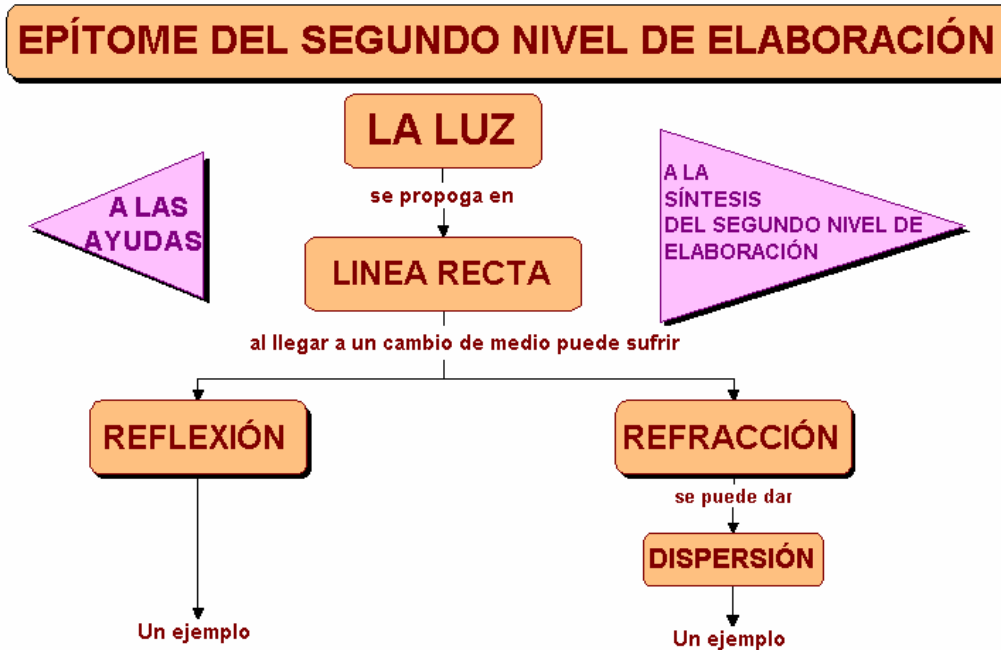 EPÍTOME DEL SEGUNDO NIVEL DE ELABORACIÓN
LA LUZ
se propoga en
A LAS
AYUDAS
A LA
SÍNTESIS
DEL SEGUNDO NIVEL DE
ELABORACIÓN
LINEA RECTA
al llegar a un cambio de medio puede sufrir
REFLEXIÓN
REFRACCIÓN
se puede dar
DISPERSIÓN
Un ejemplo
Un ejemplo